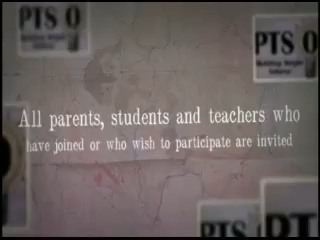 PTS O
PTS O
All parents, students and teachers who
have joined or who wish to participate are invited
PTS O
PT